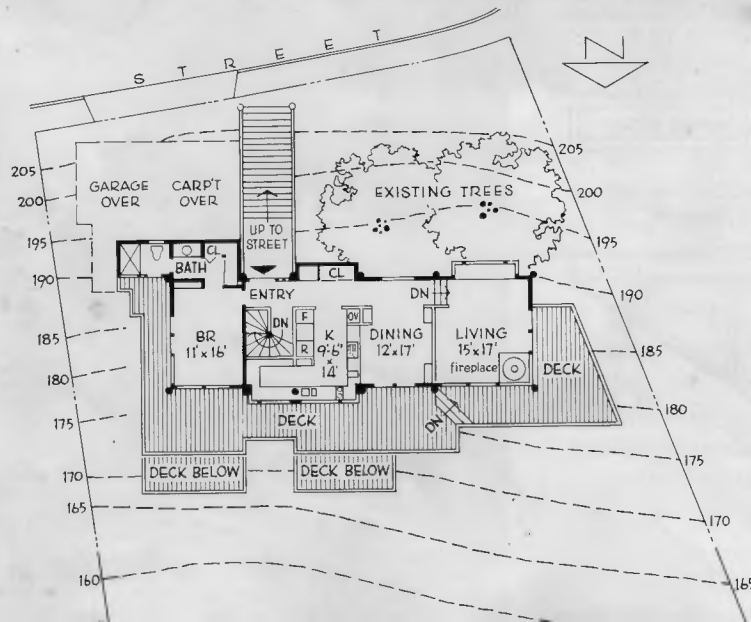 STREET
N
205
200
195
190
185
180
175
170
165
160
GARAGE
OVER
CARP'T
OVER
UP TO
STREET
EXISTING TREES
205
200
195
190
185
180
175
170
165
BATH
CL
CL
ENTRY
DN
BR
11' x 16'
DN
F
R
K
9'-6"
x
14'
OV
DINING
12' x 17'
LIVING
15' x 17'
fireplace
DECK
DECK
DN
DECK BELOW
DECK BELOW